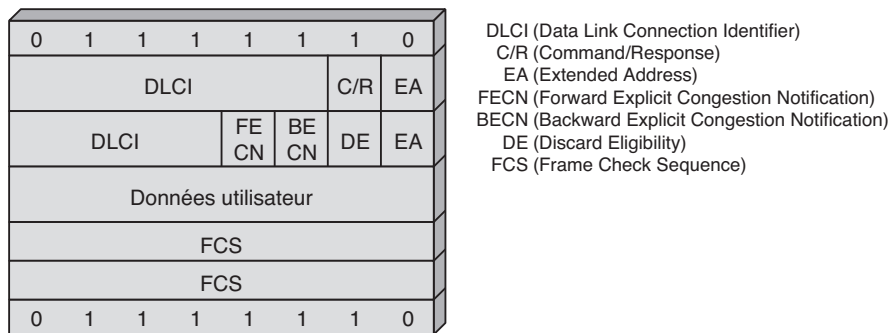 0 1 1 1 1 1 1 0
DLCI C/R EA
DLCI FE CN BE CN DE EA
Données utilisateur
FCS
FCS
0 1 1 1 1 1 1 0
DLCI (Data Link Connection Identifier)
C/R (Command/Response)
EA (Extended Address)
FECN (Forward Explicit Congestion Notification)
BECN (Backward Explicit Congestion Notification)
DE (Discard Eligibility)
FCS (Frame Check Sequence)